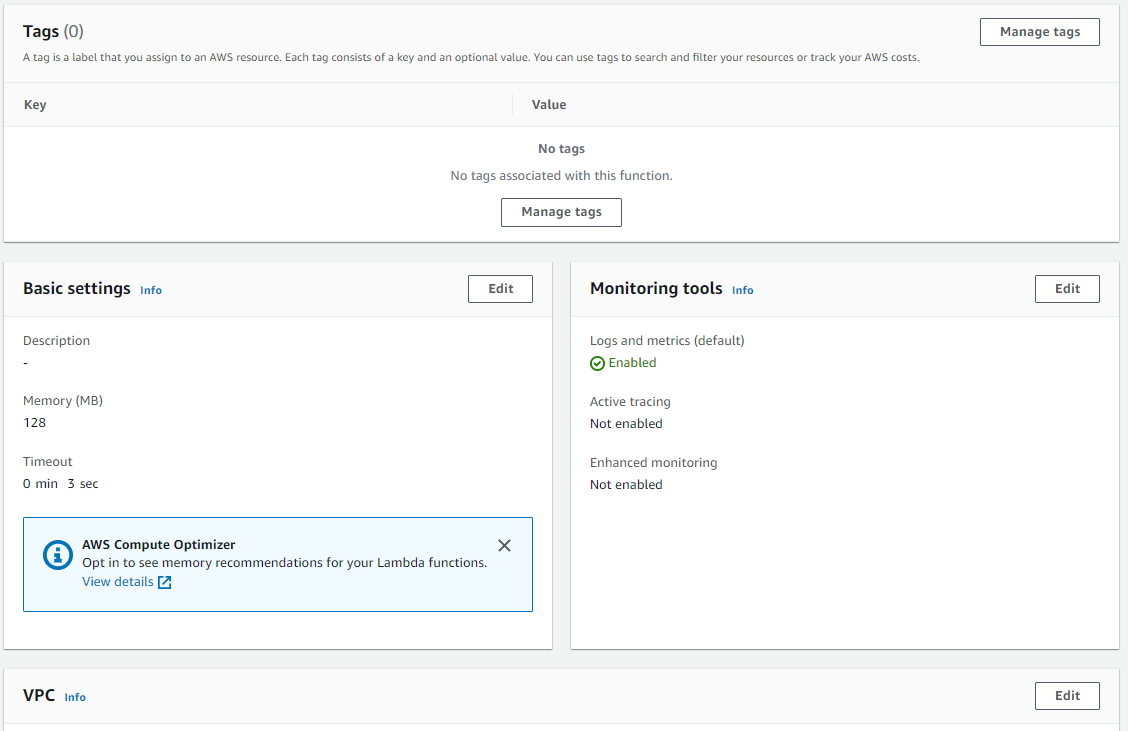 Tags (0)
Manage tags
A tag is a label that you assign to an AWS resource. Each tag consists of a key and an optional value. You can use tags to search and filter your resources or track your AWS costs.
Key
Value
No tags
No tags associated with this function.
Manage tags
Basic settings Info
Edit
Description
-
Memory (MB)
128
Timeout
0 min 3 sec
AWS Compute Optimizer
Opt in to see memory recommendations for your Lambda functions.
View details
Monitoring tools Info
Edit
Logs and metrics (default)
Enabled
Active tracing
Not enabled
Enhanced monitoring
Not enabled
VPC Info
Edit